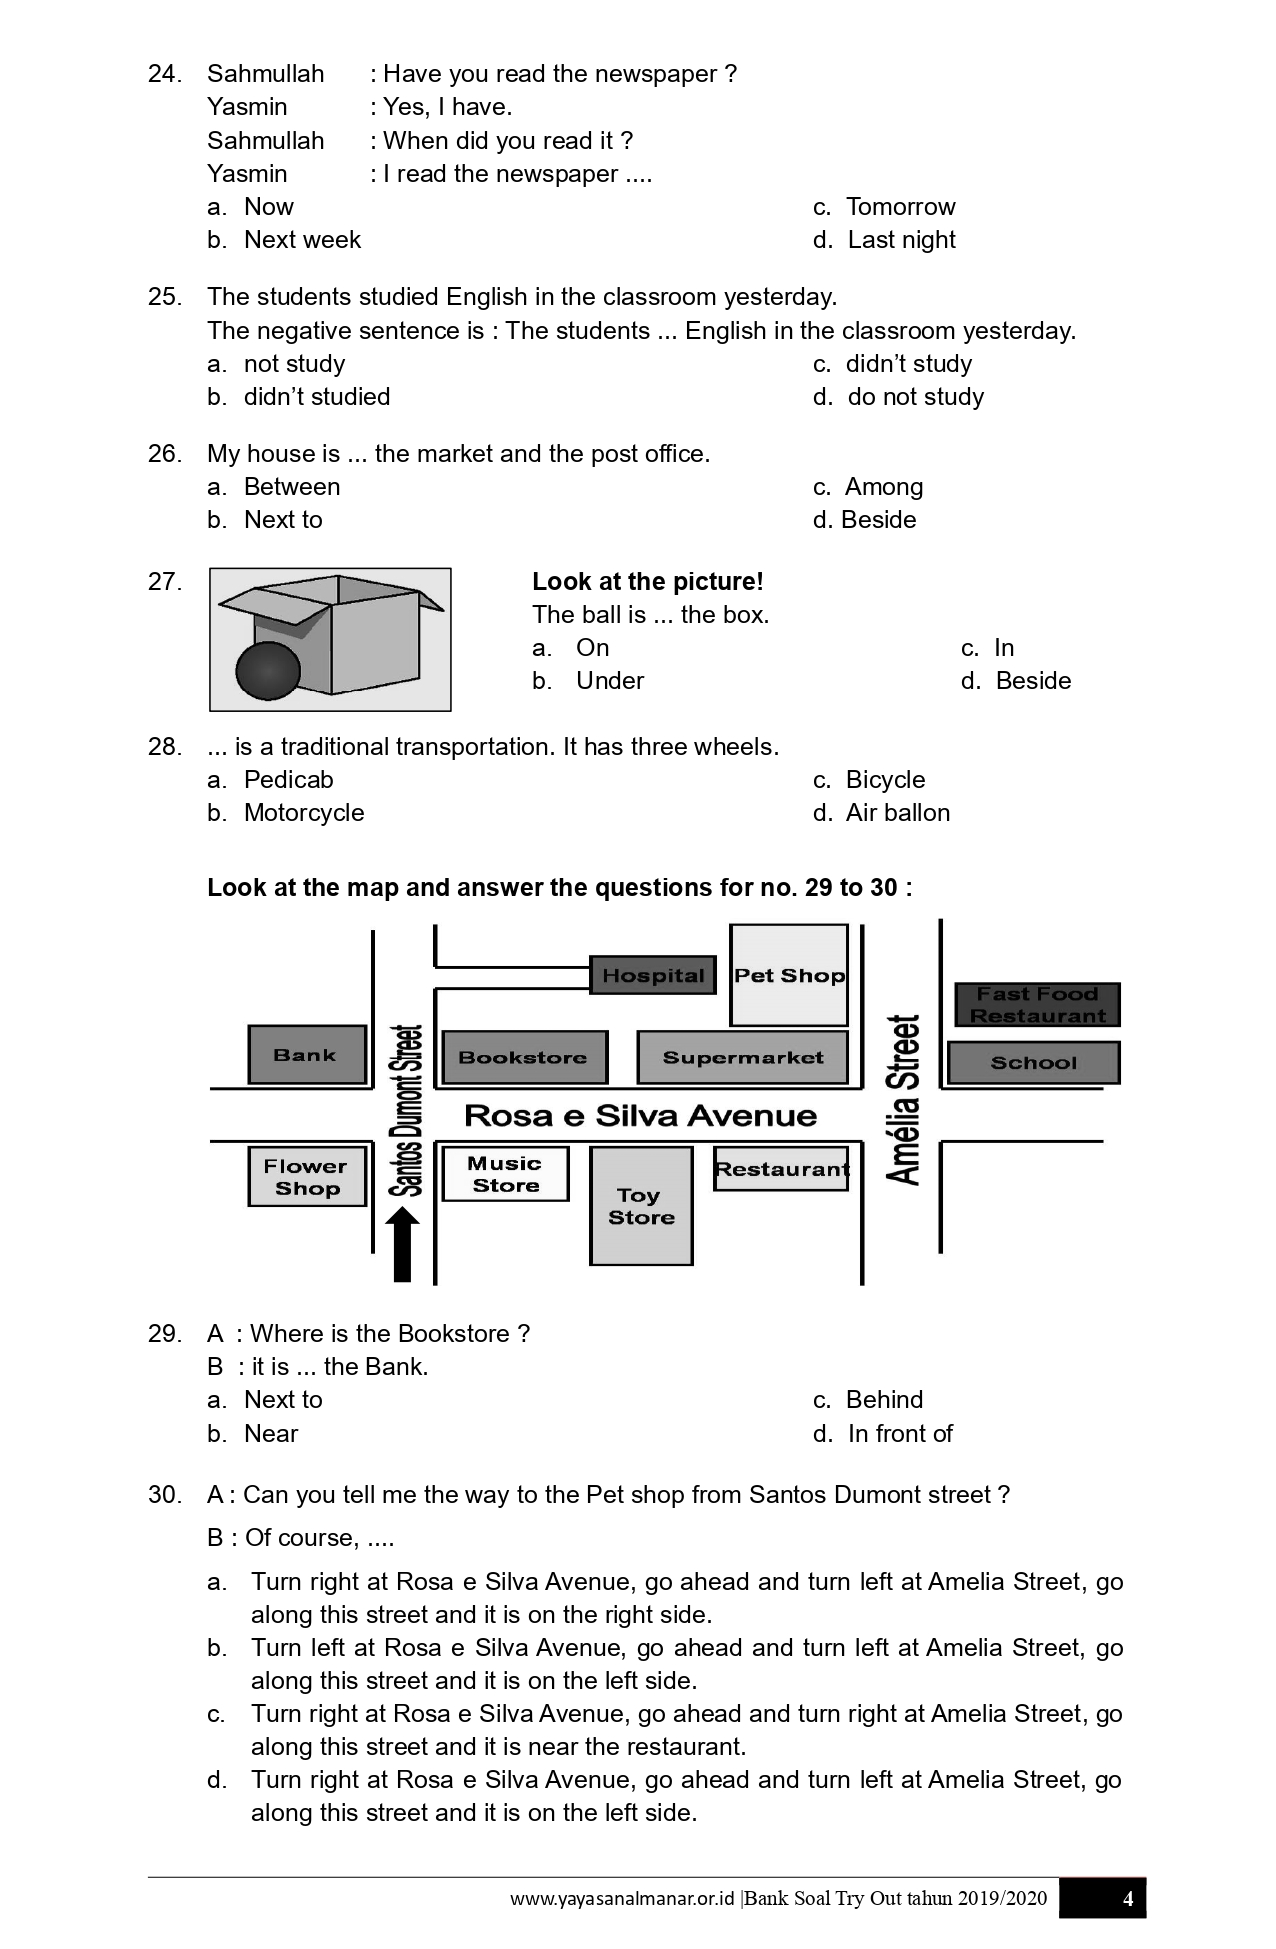 24. Sahmullah : Have you read the newspaper ?
Yasmin : Yes, I have.
Sahmullah : When did you read it ?
Yasmin : I read the newspaper ....
a. Now c. Tomorrow
b. Next week d. Last night
25. The students studied English in the classroom yesterday.
The negative sentence is : The students ... English in the classroom yesterday.
a. not study c. didn’t study
b. didn’t studied d. do not study
26. My house is ... the market and the post office.
a. Between c. Among
b. Next to d. Beside
27. Look at the picture!
The ball is ... the box.
a. On c. In
b. Under d. Beside
28. ... is a traditional transportation. It has three wheels.
a. Pedicab c. Bicycle
b. Motorcycle d. Air ballon
Look at the map and answer the questions for no. 29 to 30 :
Hospital
Pet Shop
Fast Food
Restaurant
Bank
Santos Dumont Street
Bookstore
Supermarket
Amélia Street
School
Rosa e Silva Avenue
Flower
Shop
Music
Store
Toy
Store
Restaurant
29. A : Where is the Bookstore ?
B : it is ... the Bank.
a. Next to c. Behind
b. Near d. In front of
30. A : Can you tell me the way to the Pet shop from Santos Dumont street ?
B : Of course, ....
a. Turn right at Rosa e Silva Avenue, go ahead and turn left at Amelia Street, go
along this street and it is on the right side.
b. Turn left at Rosa e Silva Avenue, go ahead and turn left at Amelia Street, go
along this street and it is on the left side.
c. Turn right at Rosa e Silva Avenue, go ahead and turn right at Amelia Street, go
along this street and it is near the restaurant.
d. Turn right at Rosa e Silva Avenue, go ahead and turn left at Amelia Street, go
along this street and it is on the left side.
www.yayasanalmanar.or.id |Bank Soal Try Out tahun 2019/2020 4